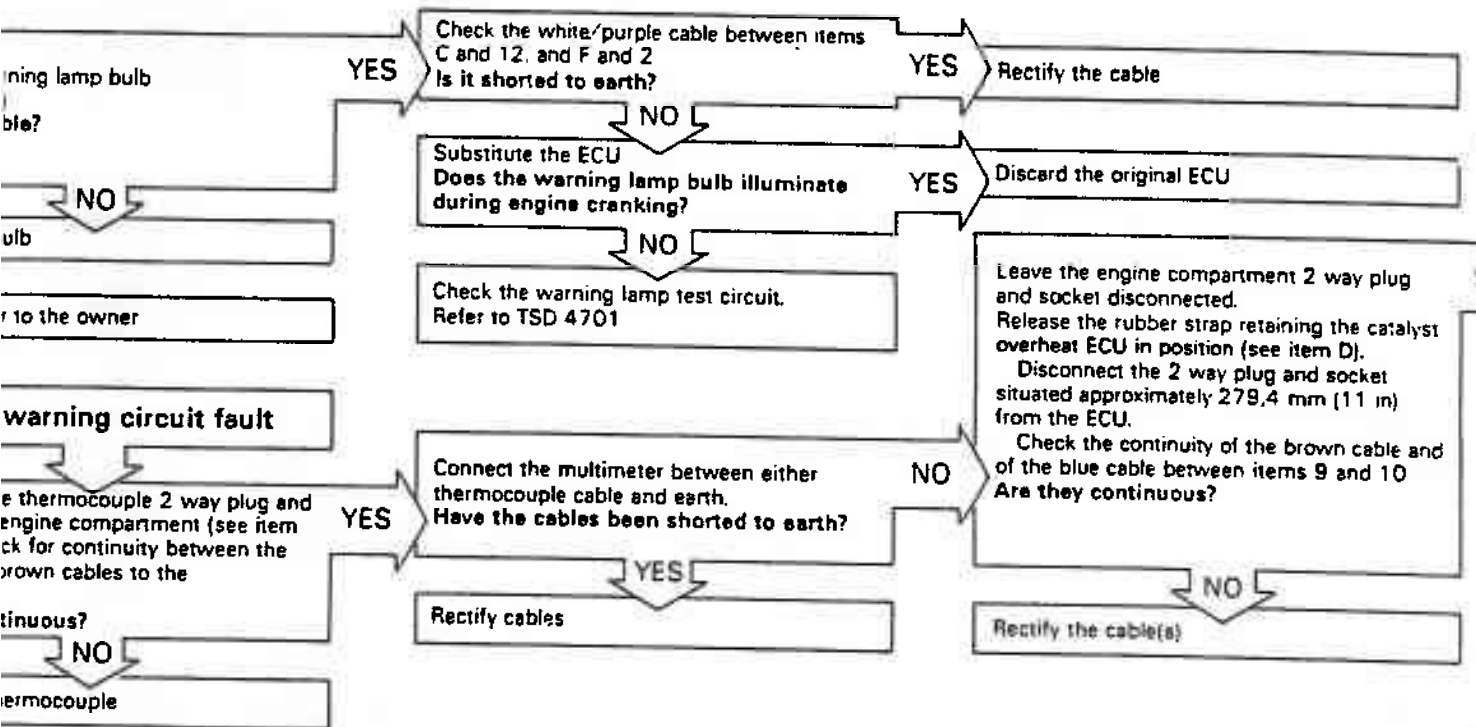 ning lamp bulb
)
ble?
YES
NO
ulb
r to the owner
Check the white/purple cable between items
C and 12, and F and 2
Is it shorted to earth?
YES
Rectify the cable
NO
Substitute the ECU
Does the warning lamp bulb illuminate
during engine cranking?
YES
Discard the original ECU
NO
Check the warning lamp test circuit.
Refer to TSD 4701
warning circuit fault
e thermocouple 2 way plug and
engine compartment (see item
ck for continuity between the
brown cables to the
tinuous?
YES
NO
ermocouple
Connect the multimeter between either
thermocouple cable and earth.
Have the cables been shorted to earth?
NO
YES
Rectify cables
Leave the engine compartment 2 way plug
and socket disconnected.
Release the rubber strap retaining the catalyst
overheat ECU in position (see item D).
Disconnect the 2 way plug and socket
situated approximately 279,4 mm (11 in)
from the ECU.
Check the continuity of the brown cable and
of the blue cable between items 9 and 10
Are they continuous?
NO
Rectify the cable(s)